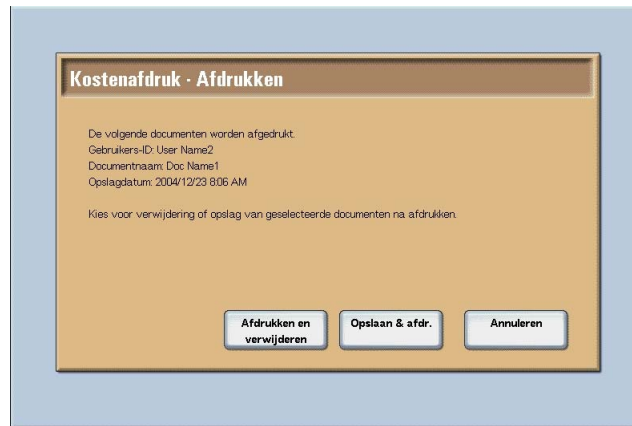 Kostenafdruk - Afdrukken
De volgende documenten worden afgedrukt.
Gebruikers-ID: User Name2
Documentnaam: Doc Name1
Opslagdatum: 2004/12/23 8:06 AM
Kies voor verwijdering of opslag van geselecteerde documenten na afdrukken.
Afdrukken en
verwijderen
Opslaan & afdr.
Annuleren